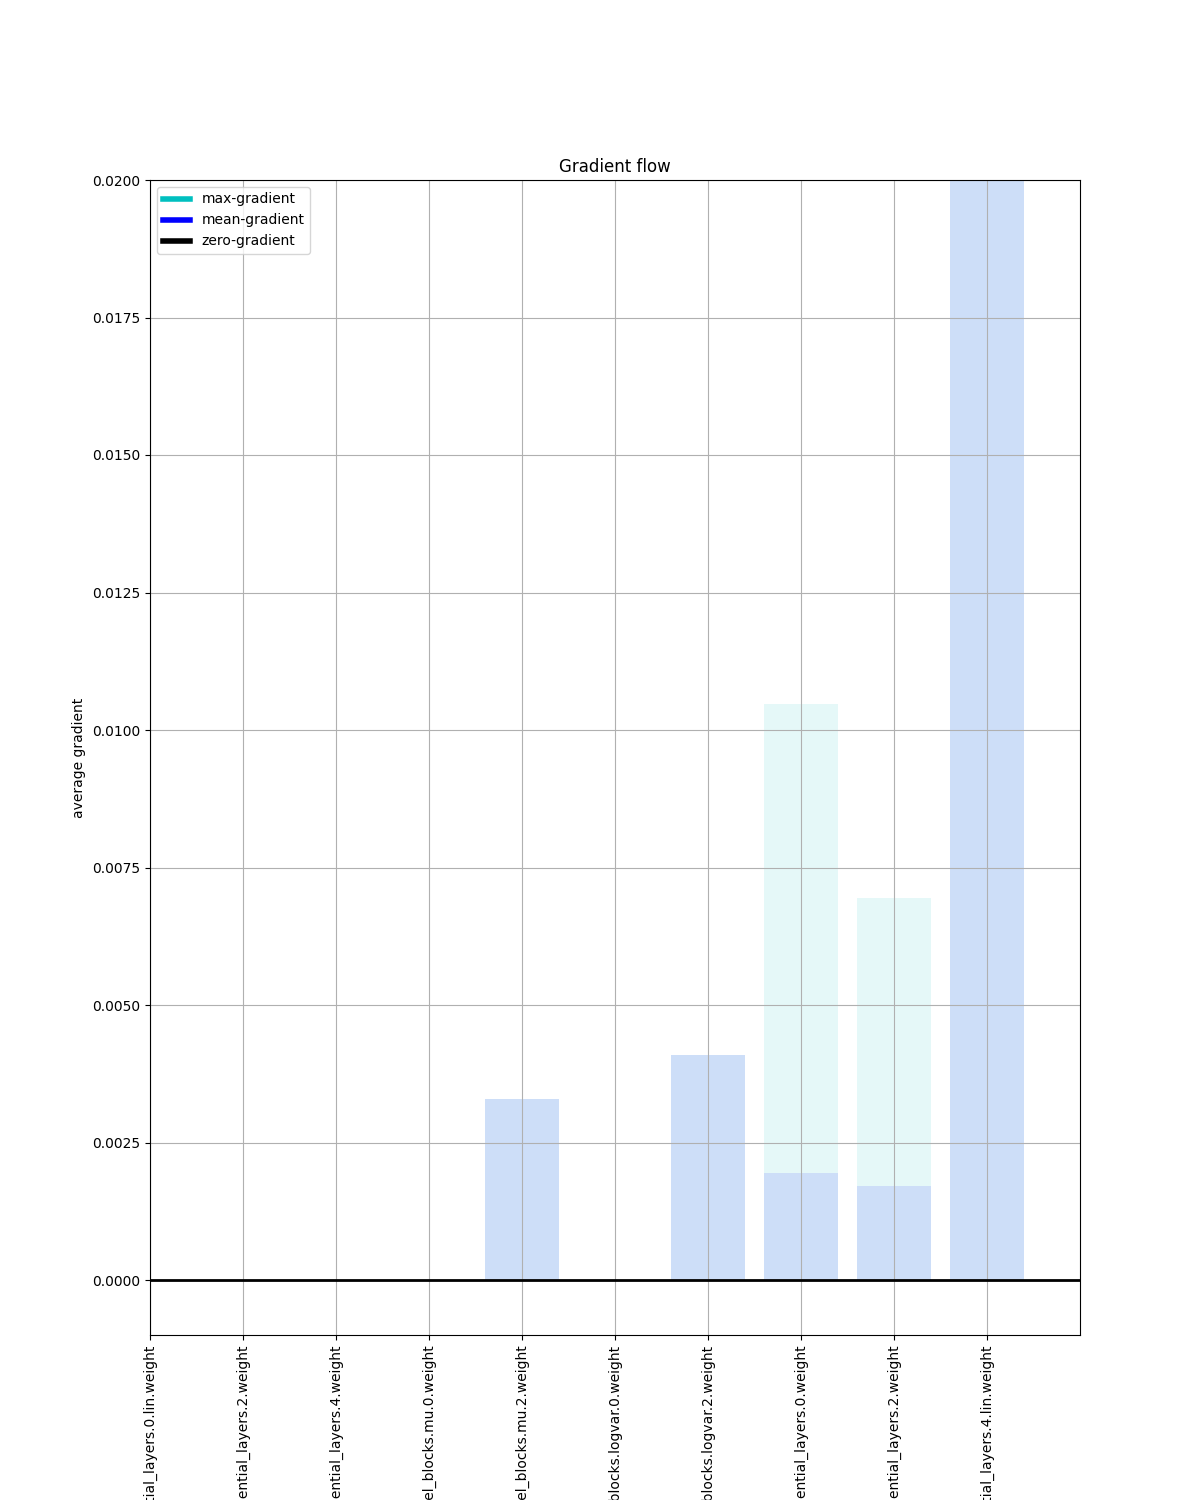 Gradient flow
max-gradient
mean-gradient
zero-gradient
0.0200
0.0175
0.0150
0.0125
0.0100
0.0075
0.0050
0.0025
0.0000
average gradient
tial_layers.0.lin.weight
ential_layers.2.weight
ential_layers.4.weight
el_blocks.mu.0.weight
el_blocks.mu.2.weight
blocks.logvar.0.weight
blocks.logvar.2.weight
ential_layers.0.weight
ential_layers.2.weight
tial_layers.4.lin.weight